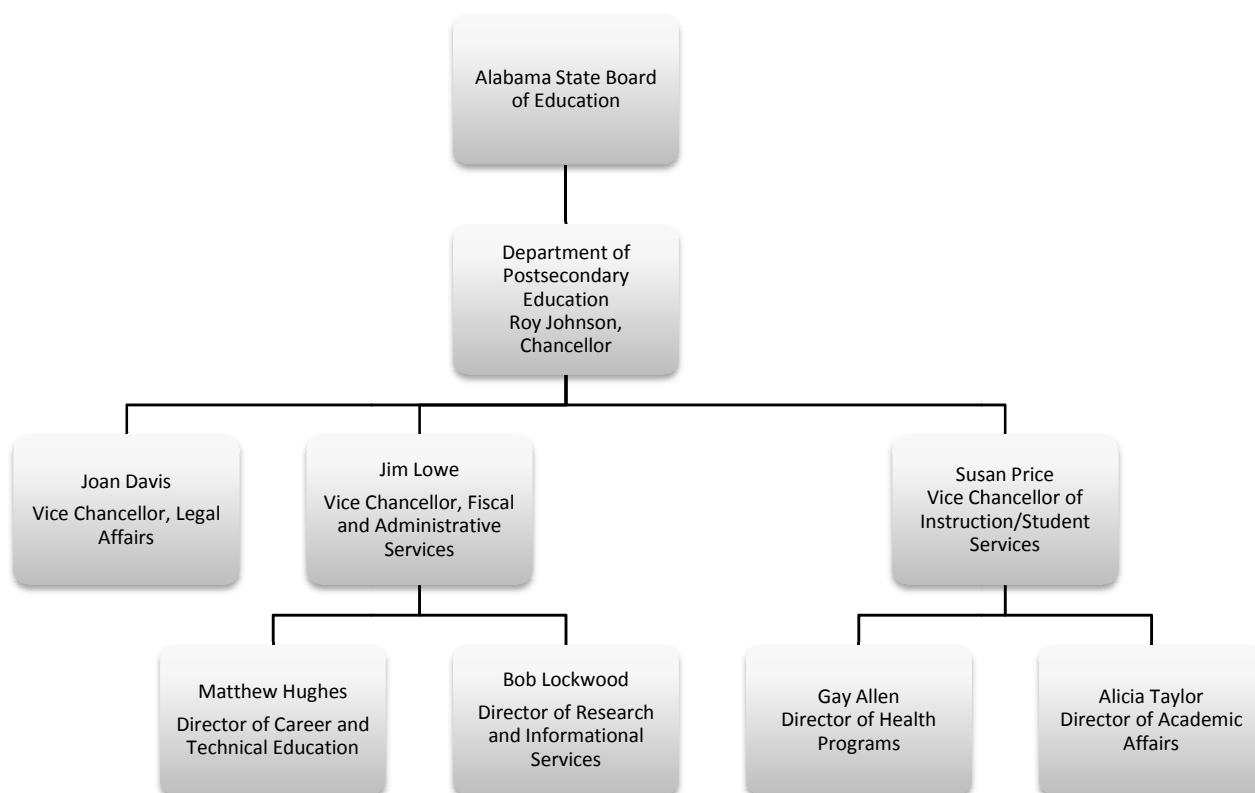 Alabama State Board
of Education
Department of
Postsecondary
Education
Roy Johnson,
Chancellor
Joan Davis
Vice Chancellor, Legal
Affairs
Jim Lowe
Vice Chancellor, Fiscal
and Administrative
Services
Susan Price
Vice Chancellor of
Instruction/Student
Services
Matthew Hughes
Director of Career and
Technical Education
Bob Lockwood
Director of Research
and Informational
Services
Gay Allen
Director of Health
Programs
Alicia Taylor
Director of Academic
Affairs